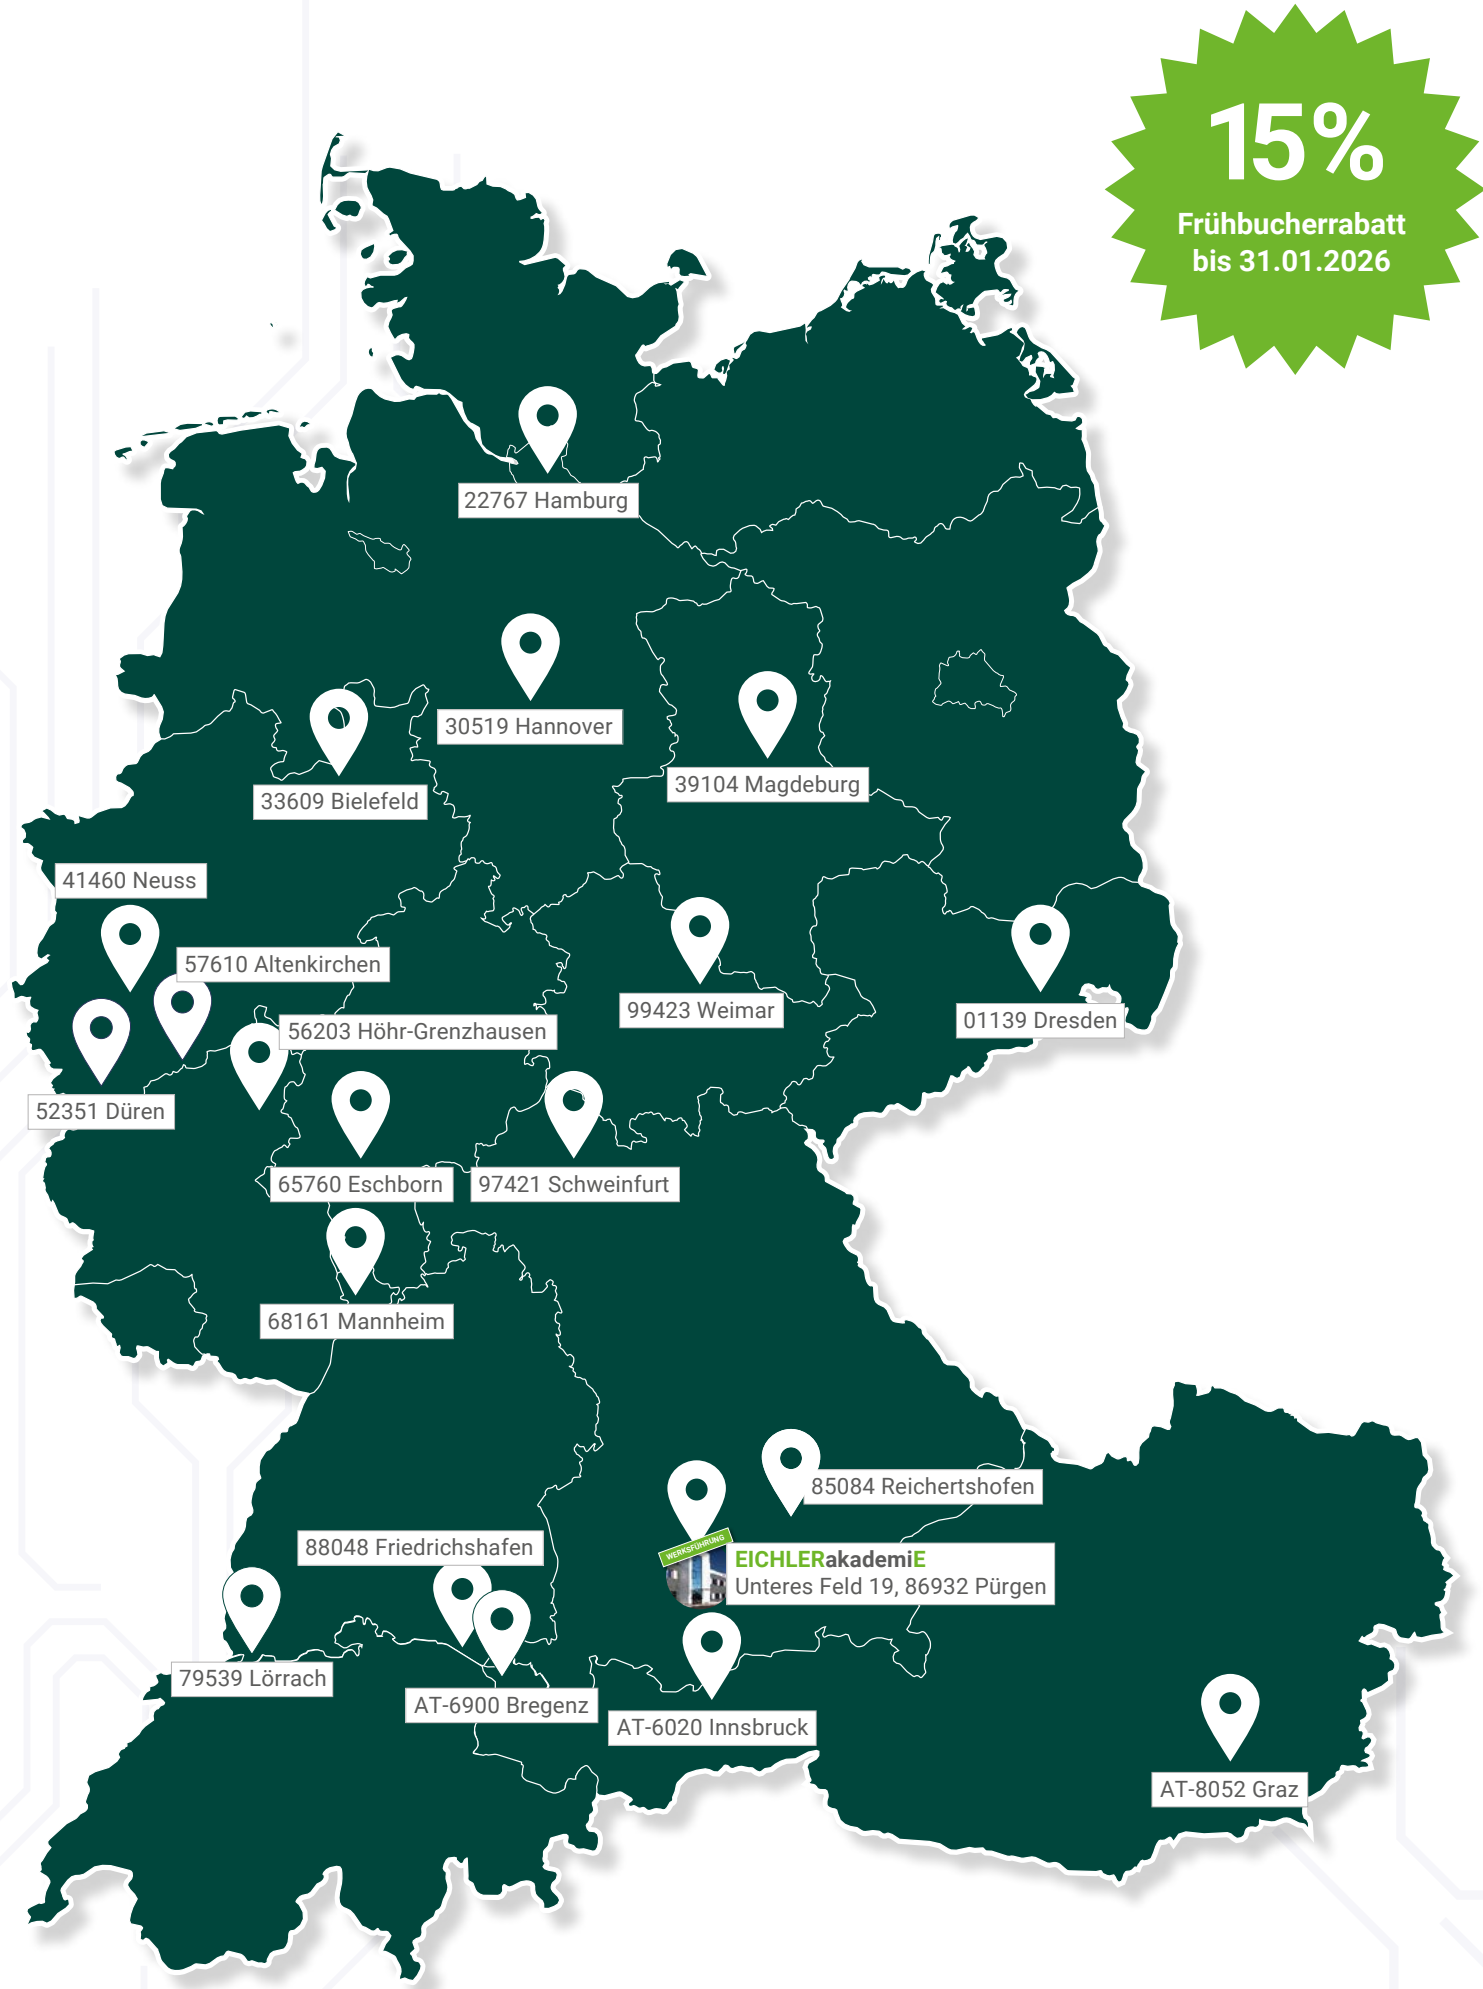 15%
Frühbucherrabatt
bis 31.01.2026
22767 Hamburg
30519 Hannover
39104 Magdeburg
33609 Bielefeld
41460 Neuss
57610 Altenkirchen
99423 Weimar
01139 Dresden
56203 Höhr-Grenzhausen
52351 Düren
65760 Eschborn
97421 Schweinfurt
68161 Mannheim
85084 Reichertshofen
88048 Friedrichshafen
WERKSFÜHRUNG
EICHLERakademiE
Unteres Feld 19, 86932 Pürgen
79539 Lörrach
AT-6900 Bregenz
AT-6020 Innsbruck
AT-8052 Graz